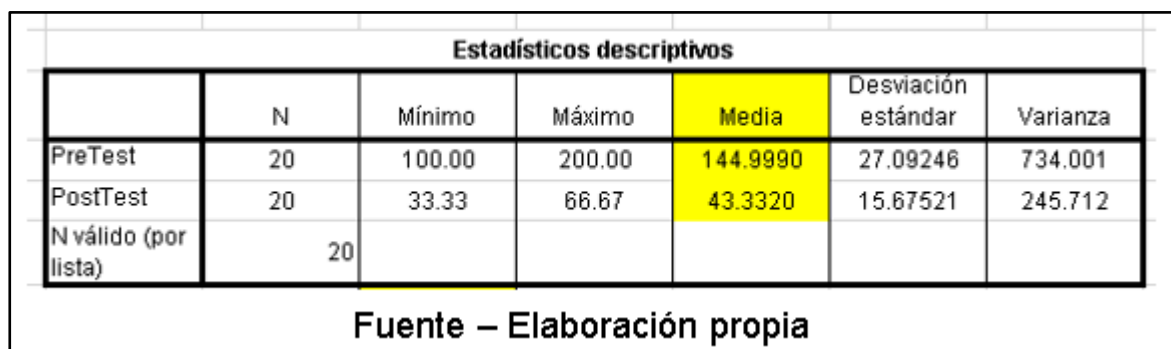 Estadísticos descriptivos
N Mínimo Máximo Media Desviación estándar Varianza
PreTest 20 100.00 200.00 144.9990 27.09246 734.001
PostTest 20 33.33 66.67 43.3320 15.67521 245.712
N válido (por
lista) 20
Fuente – Elaboración propia